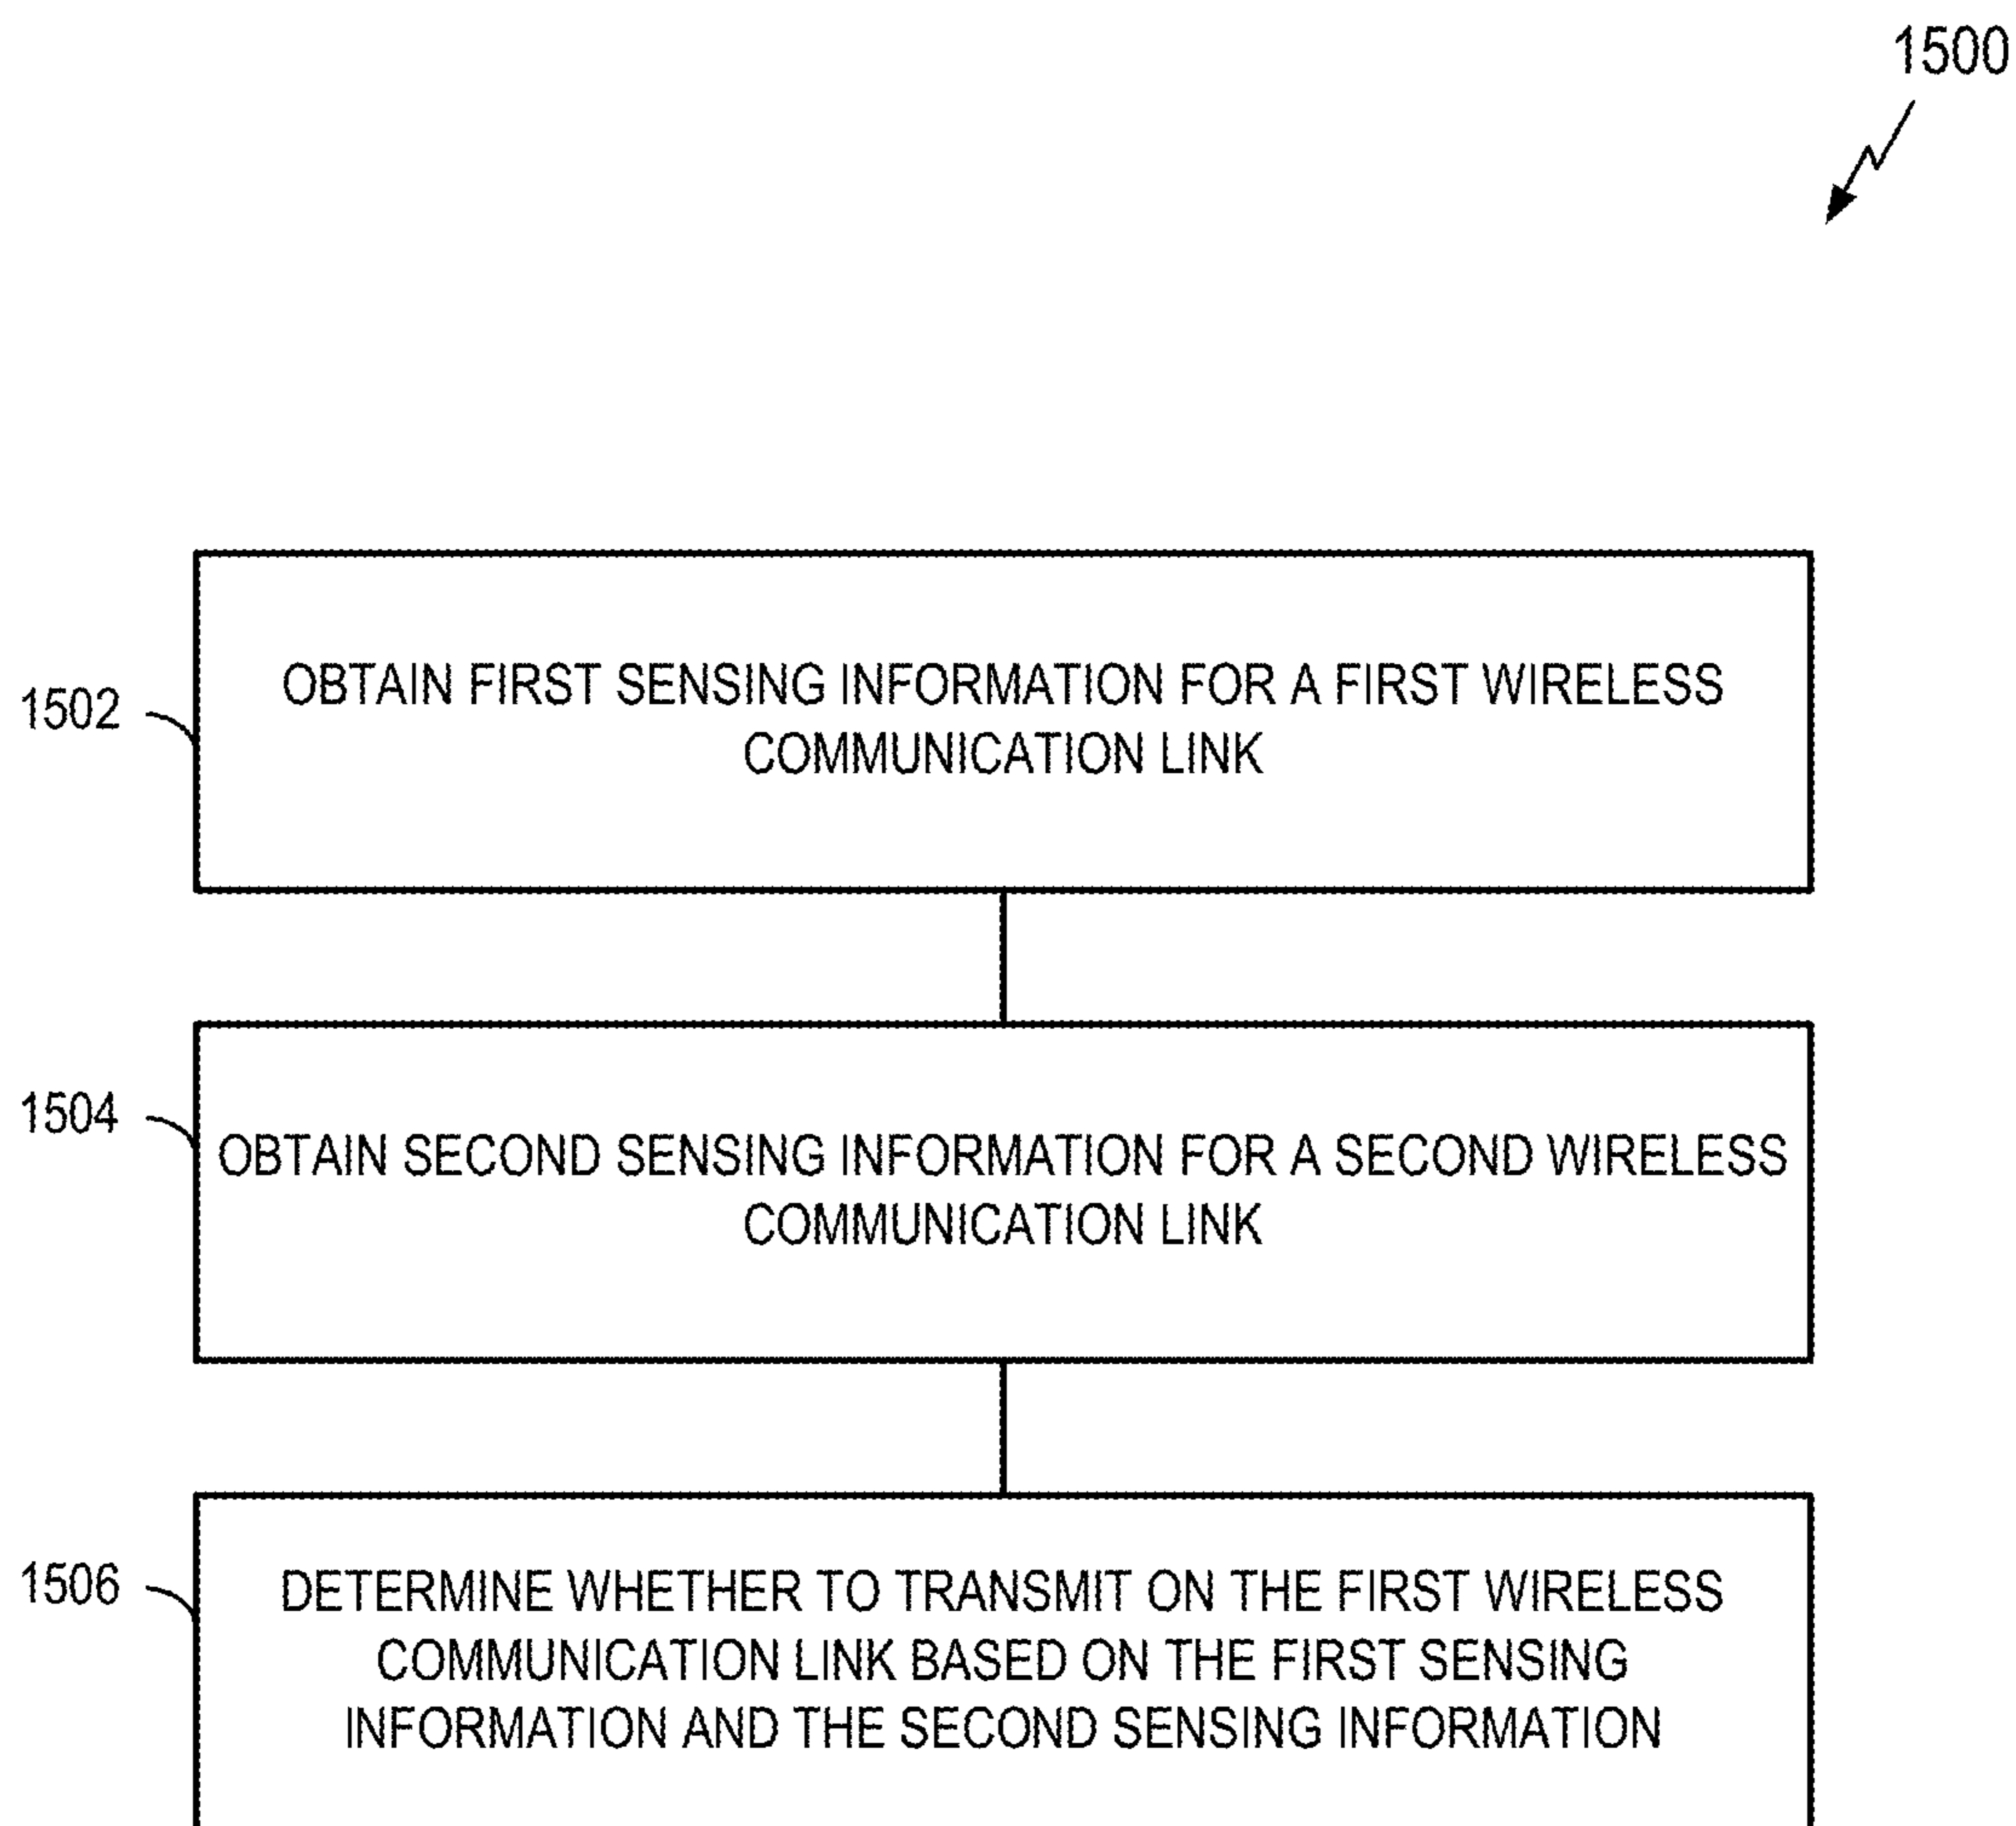 1500
1502
OBTAIN FIRST SENSING INFORMATION FOR A FIRST WIRELESS
COMMUNICATION LINK
1504
OBTAIN SECOND SENSING INFORMATION FOR A SECOND WIRELESS
COMMUNICATION LINK
1506
DETERMINE WHETHER TO TRANSMIT ON THE FIRST WIRELESS
COMMUNICATION LINK BASED ON THE FIRST SENSING
INFORMATION AND THE SECOND SENSING INFORMATION